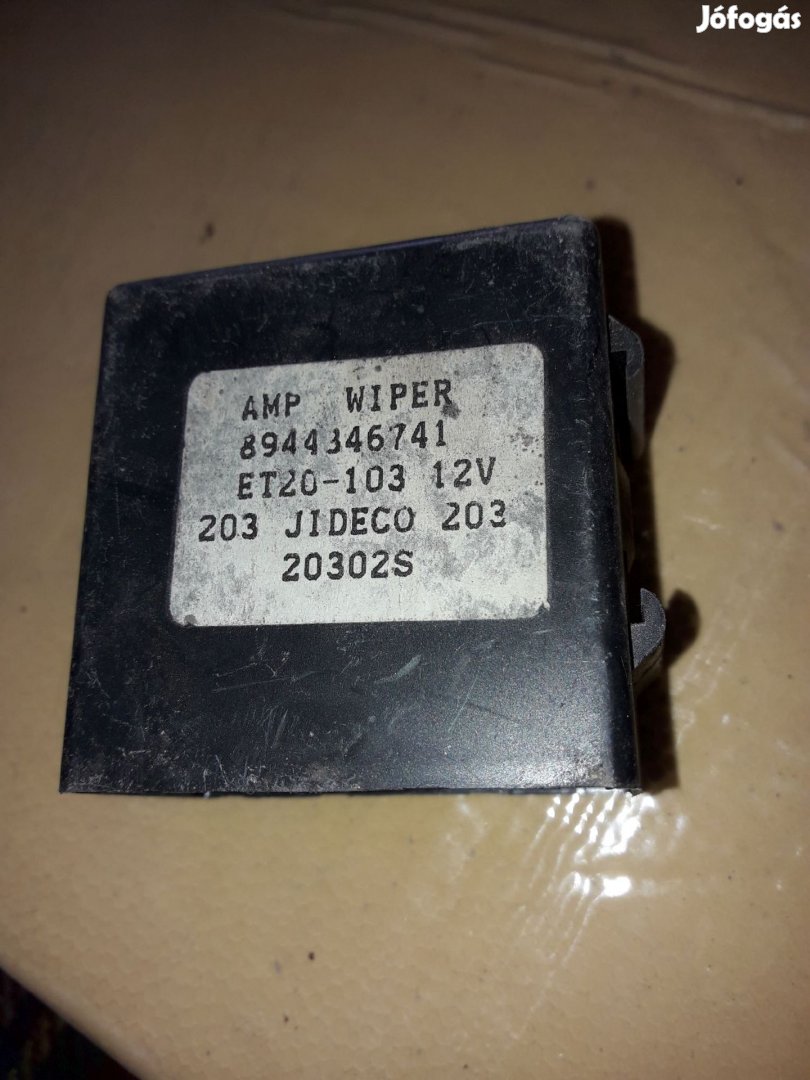 Jófogás
AMP WIPER
8944346741
ET20-103 12V
203 JIDECO 203
20302S